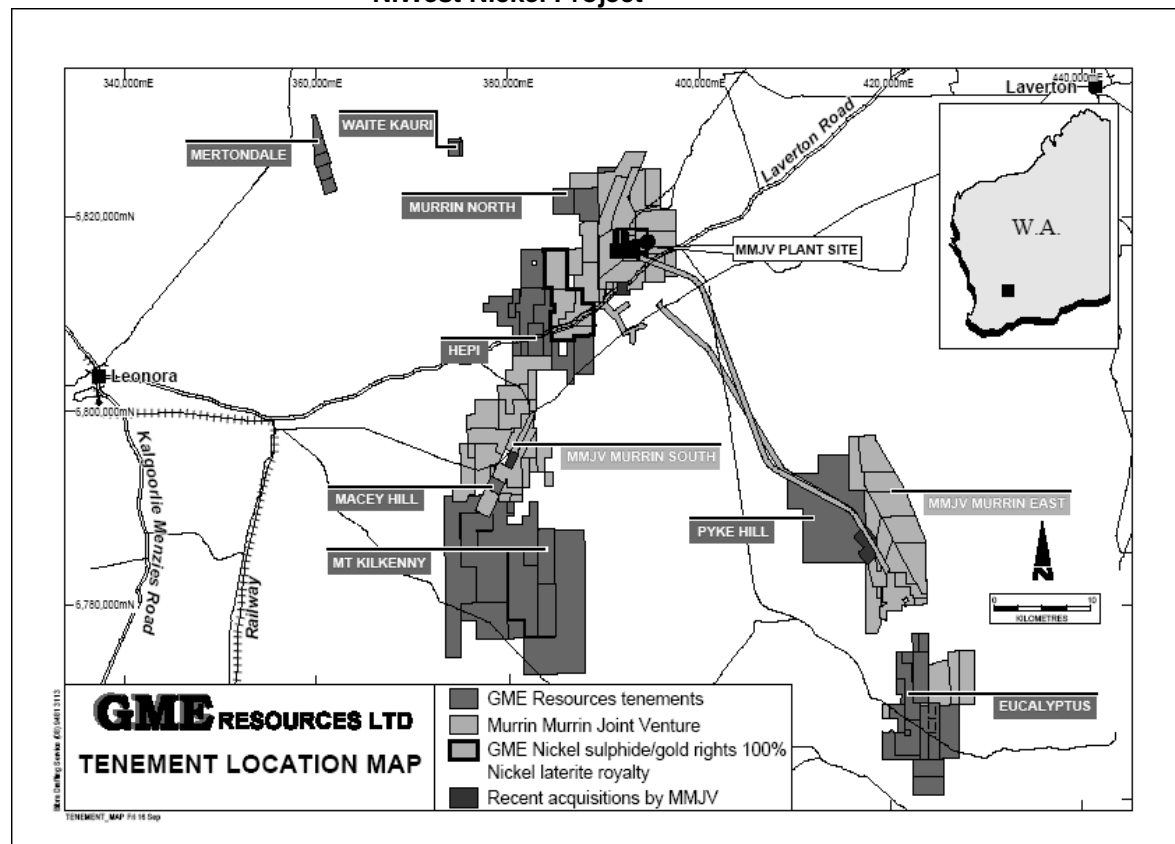 NiWest Nickel Project
340,000mE
360,000mE
380,000mE
400,000mE
420,000mE
440,000mE
Laverton
WAITE KAURI
MERTONDALE
Laverton Road
MURRIN NORTH
6,820,000mN
W.A.
MMJV PLANT SITE
HEPI
Leonora
6,800,000mN
MMJV MURRIN SOUTH
Kalgoorlie Menzies Road
MACEY HILL
MMJV MURRIN EAST
PYKE HILL
MT KILKENNY
N
Railway
6,780,000mN
0 10
KILOMETRES
EUCALYPTUS
GME RESOURCES LTD
TENEMENT LOCATION MAP
GME Resources tenements
Murrin Murrin Joint Venture
GME Nickel sulphide/gold rights 100%
Nickel laterite royalty
Recent acquisitions by MMJV
TENEMENT_MAP Fri 16 Sep